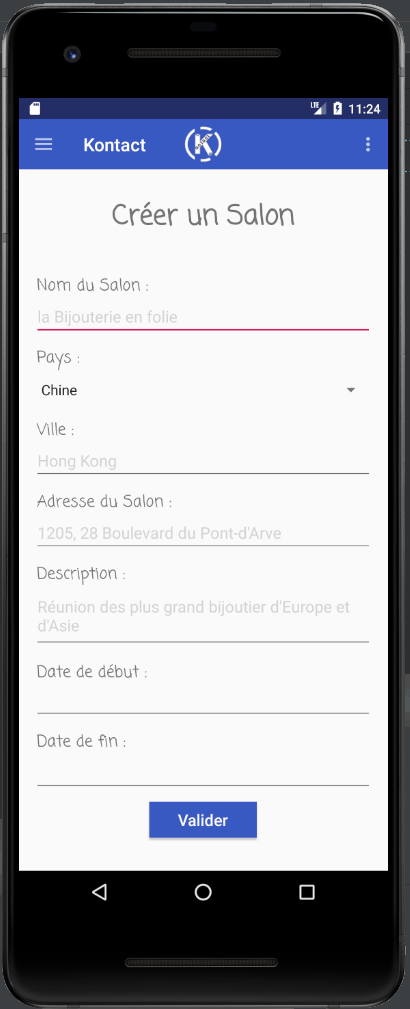 LTE 11:24
Kontact K
Créer un Salon
Nom du Salon :
la Bijouterie en folie
Pays :
Chine
Ville :
Hong Kong
Adresse du Salon :
1205, 28 Boulevard du Pont-d'Arve
Description :
Réunion des plus grand bijoutier d'Europe et
d'Asie
Date de début :
Date de fin :
Valider